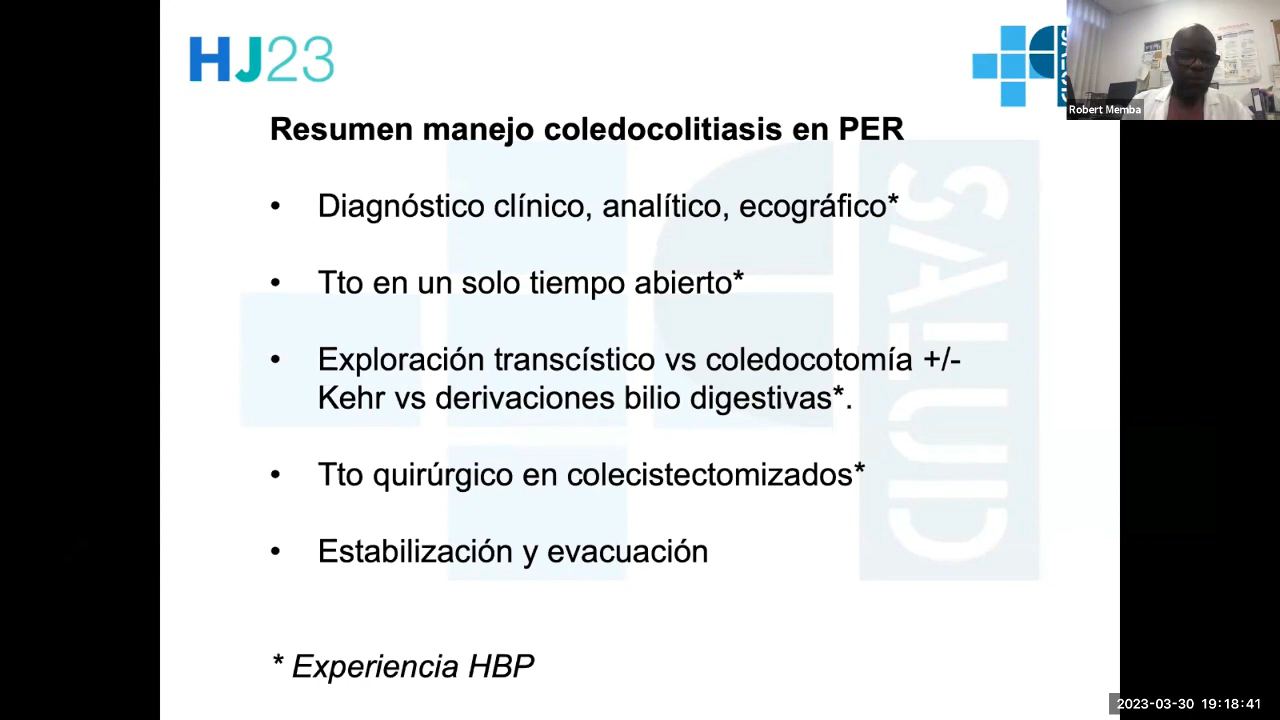 HJ23
SALUD
Robert Memba
Resumen manejo coledocolitiasis en PER
• Diagnóstico clínico, analítico, ecográfico*
• Tto en un solo tiempo abierto*
• Exploración transcístico vs coledocotomía +/-
Kehr vs derivaciones bilio digestivas*.
• Tto quirúrgico en colecistectomizados*
• Estabilización y evacuación
SALUD
* Experiencia HBP
2023-03-30 19:18:41